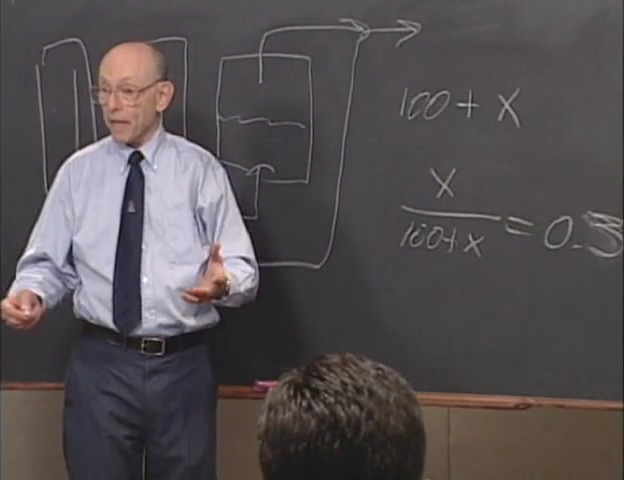 100 + X
X
100+X = 0.3